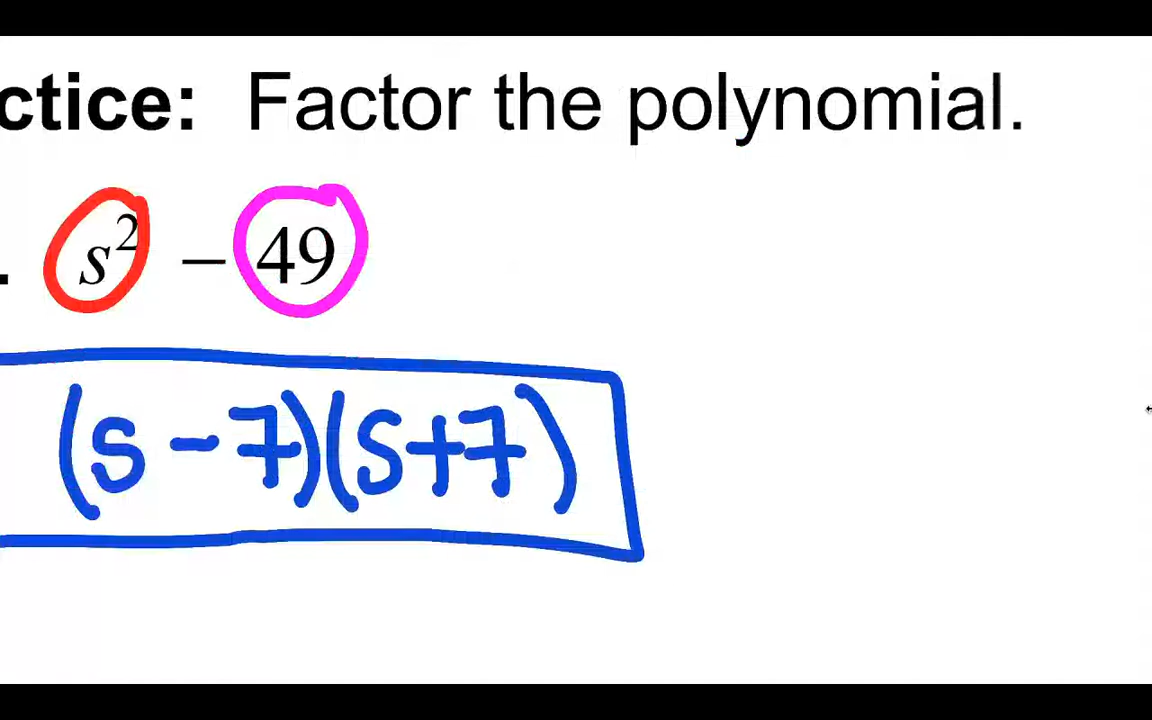 ctice: Factor the polynomial.
. s² – 49
(s - 7)(s + 7)